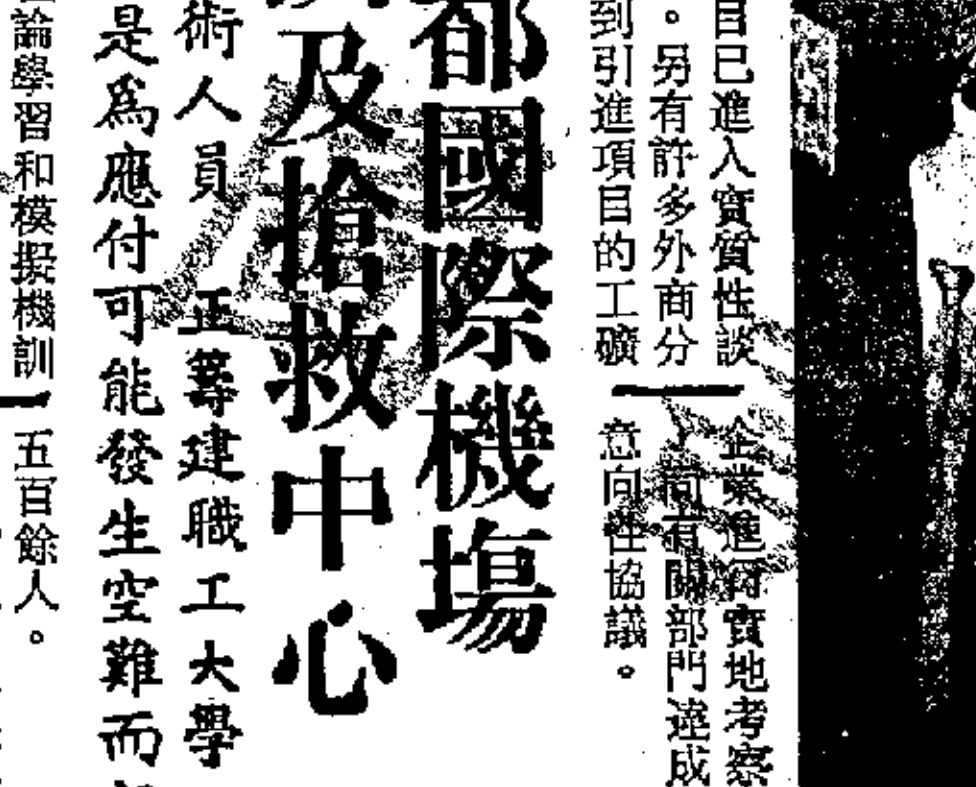 目已進入實質性談
。另有許多外商分
到引進項目的工礦
企業進行實地考察
,同有關部門達成
意向性協議。
都國際機場
及搶救中心
術人員
正籌建職工大學
是為應付可能發生空難而
論學習和模擬機訓
五百餘人。